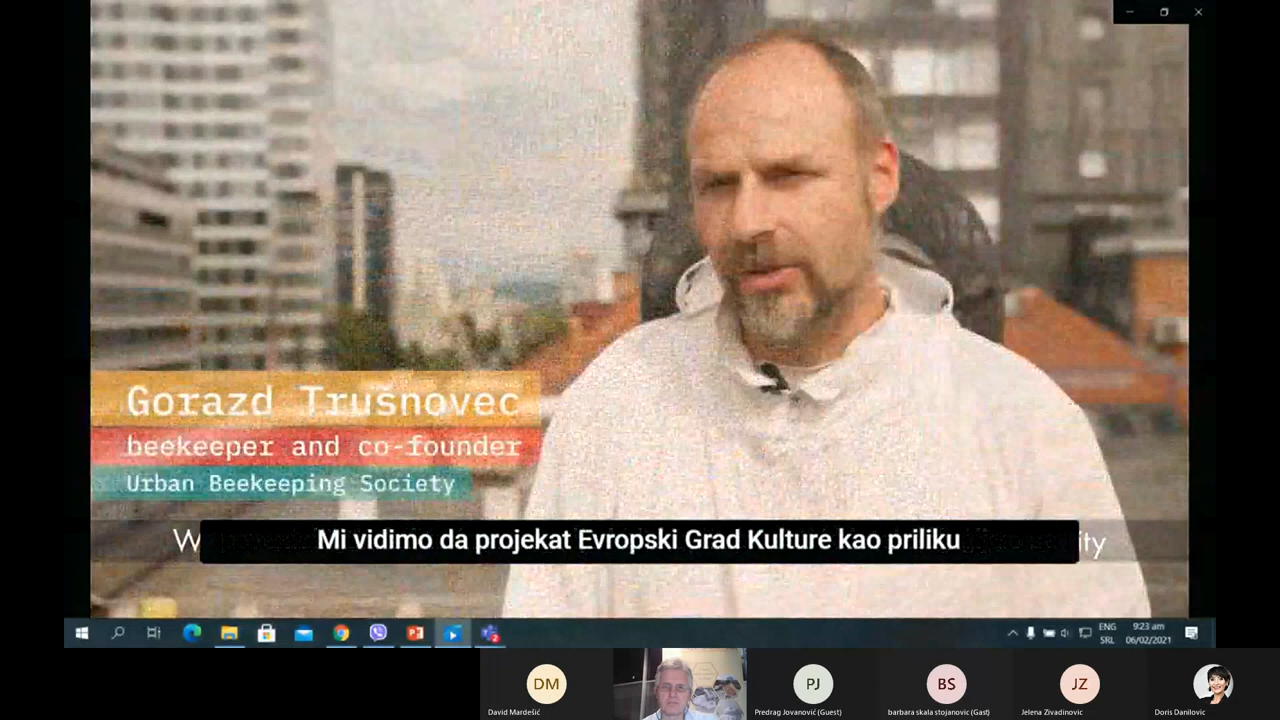 Gorazd Trušnovec
beekeeper and co-founder
Urban Beekeeping Society
Mi vidimo da projekat Evropski Grad Kulture kao priliku
ENG
SRL
9:23 am
06/02/2021
DM
PJ
BS
JZ
David Mardešić
Predrag Jovanović (Guest)
barbara skala stojanovic (Gast)
Jelena Zivadinovic
Doris Danilovic